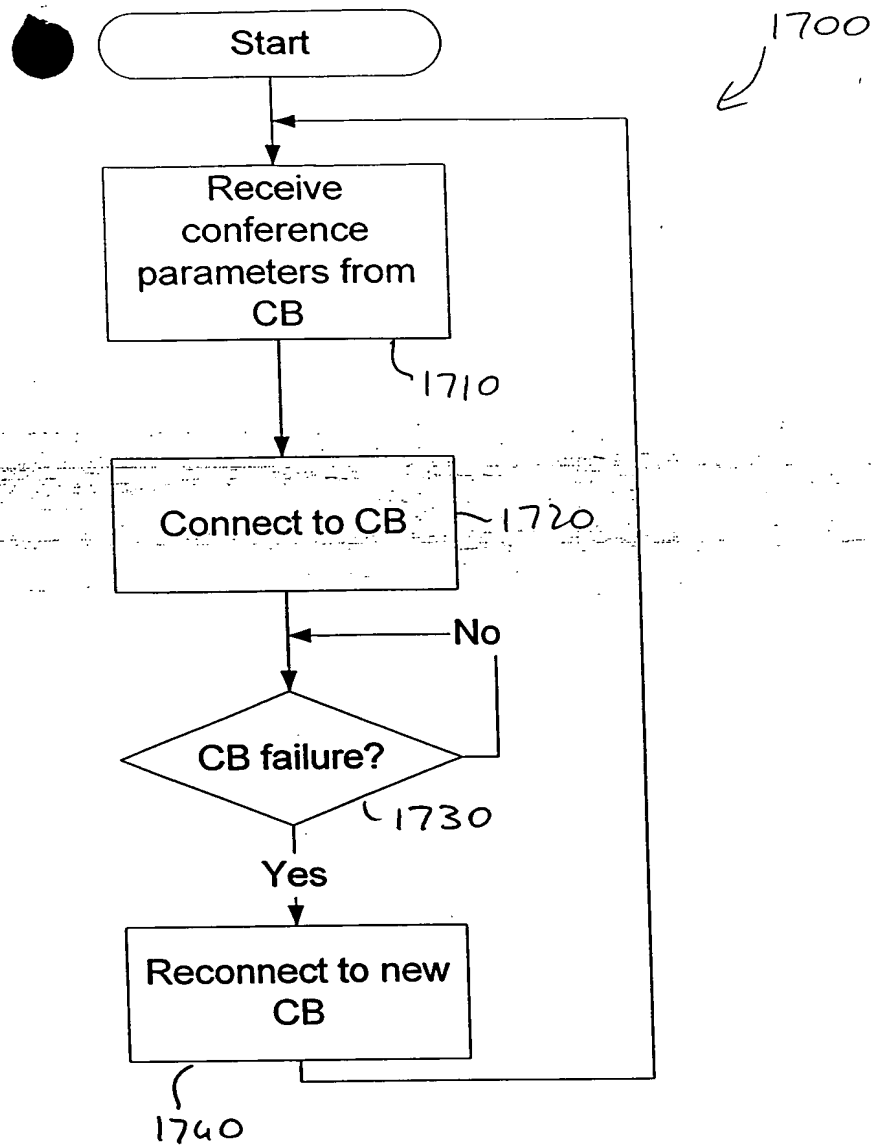 Start
1700
Receive
conference
parameters from
CB
1710
Connect to CB
1720
No
CB failure?
1730
Yes
Reconnect to new
CB
1740